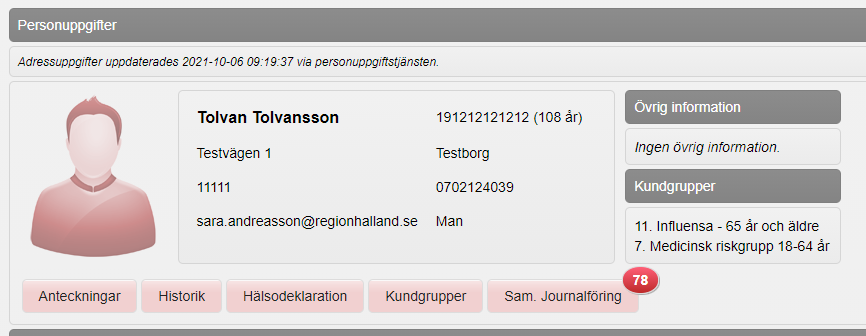 Personuppgifter
Adressuppgifter uppdaterades 2021-10-06 09:19:37 via personuppgiftstjänsten.
Tolvan Tolvansson 191212121212 (108 år)
Testvägen 1 Testborg
11111 0702124039
sara.andreasson@regionhalland.se Man
Övrig information
Ingen övrig information.
Kundgrupper
11. Influensa - 65 år och äldre
7. Medicinsk riskgrupp 18-64 år
Anteckningar Historik Hälsodeklaration Kundgrupper Sam. Journalföring 78